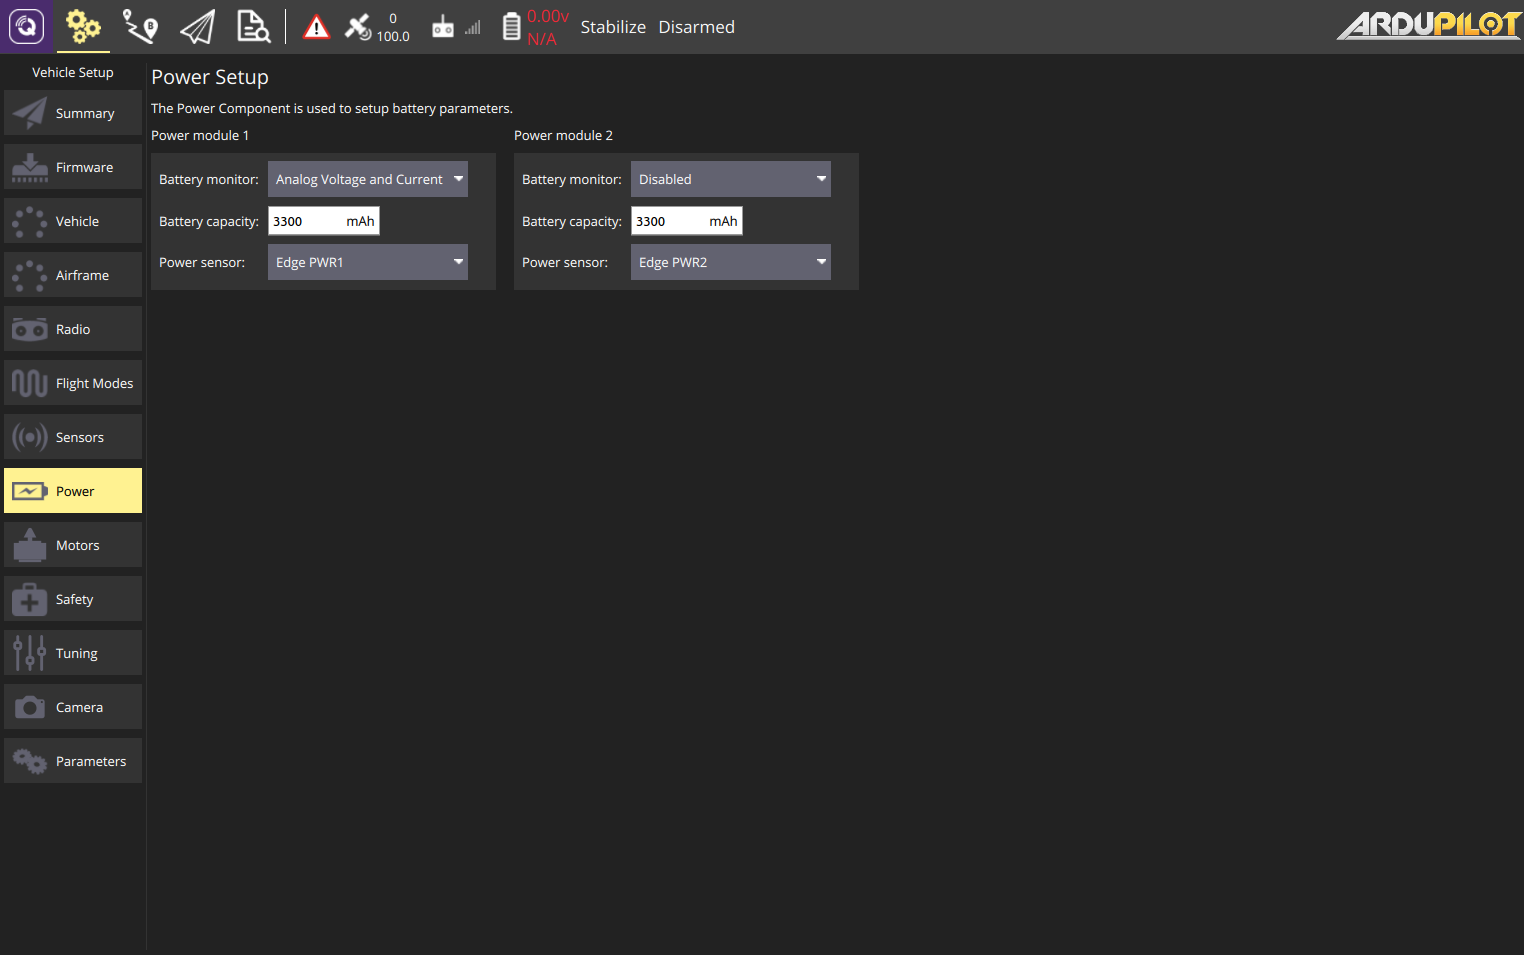 0
100.0
0.00v
N/A
Stabilize Disarmed
ARDUPILOT
Vehicle Setup
Summary
Firmware
Vehicle
Airframe
Radio
Flight Modes
Sensors
Power
Motors
Safety
Tuning
Camera
Parameters
Power Setup
The Power Component is used to setup battery parameters.
Power module 1
Battery monitor: Analog Voltage and Current
Battery capacity: 3300 mAh
Power sensor: Edge PWR1
Power module 2
Battery monitor: Disabled
Battery capacity: 3300 mAh
Power sensor: Edge PWR2